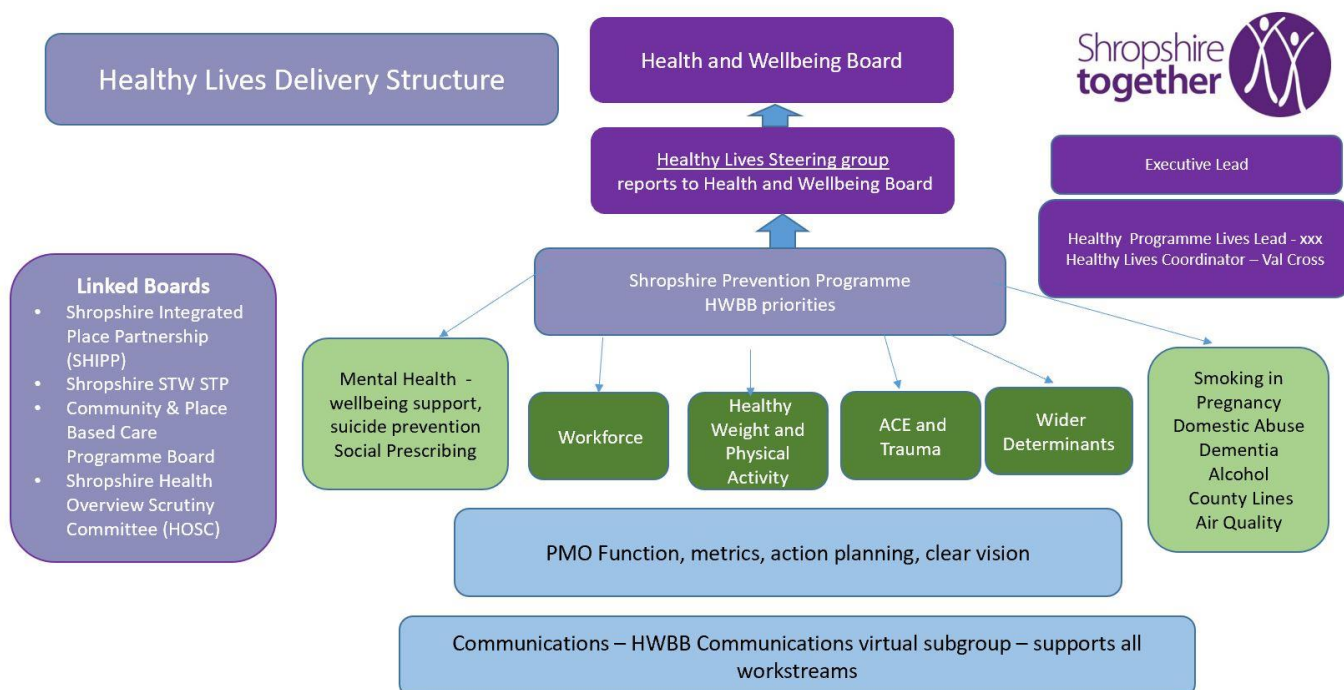 Healthy Lives Delivery Structure
Health and Wellbeing Board
Shropshire
together
Healthy Lives Steering group
reports to Health and Wellbeing Board
Executive Lead
Healthy  Programme Lives Lead - xxx
Healthy Lives Coordinator – Val Cross
Shropshire Prevention Programme
HWBB priorities
Linked Boards
• Shropshire Integrated
Place Partnership
(SHIPP)
• Shropshire STW STP
• Community & Place
Based Care
Programme Board
• Shropshire Health
Overview Scrutiny
Committee (HOSC)
Mental Health  -
wellbeing support,
suicide prevention
Social Prescribing
Workforce
Healthy
Weight and
Physical
Activity
ACE and
Trauma
Wider
Determinants
Smoking in
Pregnancy
Domestic Abuse
Dementia
Alcohol
County Lines
Air Quality
PMO Function, metrics, action planning, clear vision
Communications – HWBB Communications virtual subgroup – supports all
workstreams